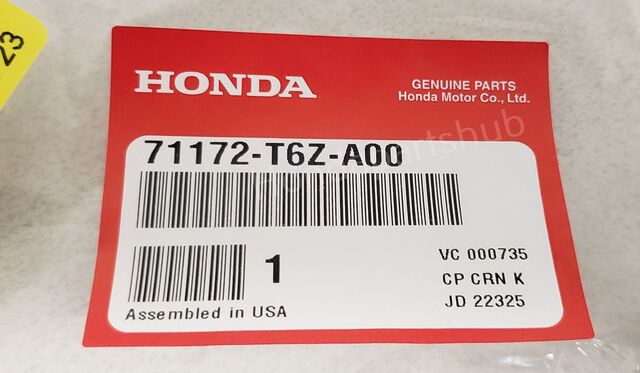 23
HONDA
GENUINE PARTS
Honda Motor Co., Ltd.
71172-T6Z-A00
1
VC 000735
CP CRN K
JD 22325
Assembled in USA